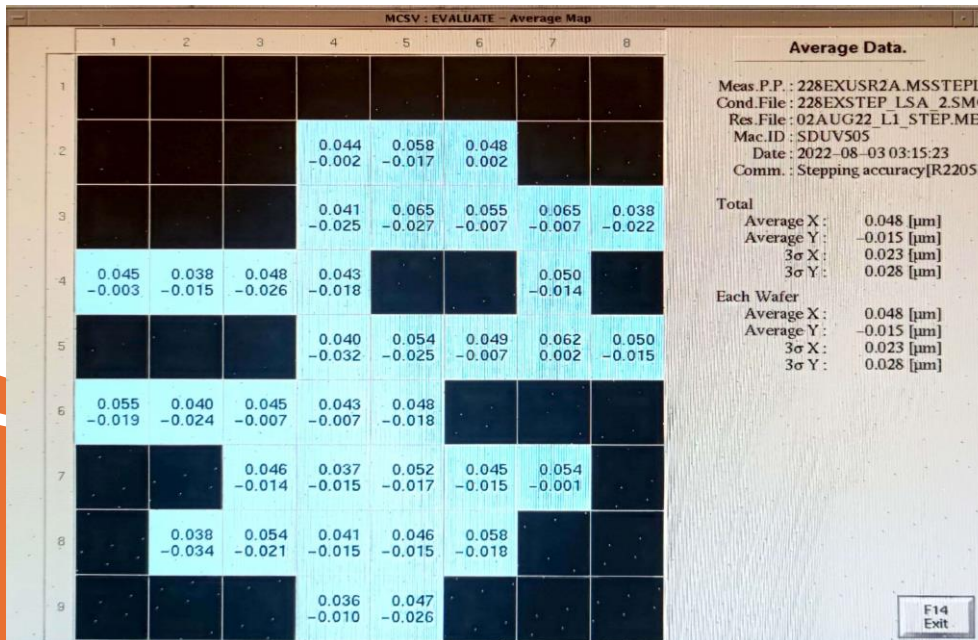 MCSV : EVALUATE – Average Map
1 2 3 4 5 6 7 8
Average Data.
Meas.P.P. : 228EXUSR2A.MSSTEPI
Cond.File : 228EXSTEP_LSA_2.SM
Res.File : 02AUG22_L1_STEP.ME
Mac.ID : SDUV505
Date : 2022-08-03 03:15:23
Comm. : Stepping accuracy[R2205
Total
Average X : 0.048 [µm]
Average Y : -0.015 [µm]
3σ X : 0.023 [µm]
3σ Y : 0.028 [µm]
Each Wafer
Average X : 0.048 [µm]
Average Y : -0.015 [µm]
3σ X : 0.023 [µm]
3σ Y : 0.028 [µm]
1
2
0.044 0.058 0.048
-0.002 -0.017 0.002
3
0.041 0.065 0.055 0.065 0.038
-0.025 -0.027 -0.007 -0.007 -0.022
4
0.045 0.038 0.048 0.043 0.050
-0.003 -0.015 -0.026 -0.018 -0.014
5
0.040 0.054 0.049 0.062 0.050
-0.032 -0.025 -0.007 0.002 -0.015
6
0.055 0.040 0.045 0.043 0.048
-0.019 -0.024 -0.007 -0.007 -0.018
7
0.046 0.037 0.052 0.045 0.054
-0.014 -0.015 -0.017 -0.015 -0.001
8
0.038 0.054 0.041 0.046 0.058
-0.034 -0.021 -0.015 -0.015 -0.018
9
0.036 0.047
-0.010 -0.026
F14
Exit